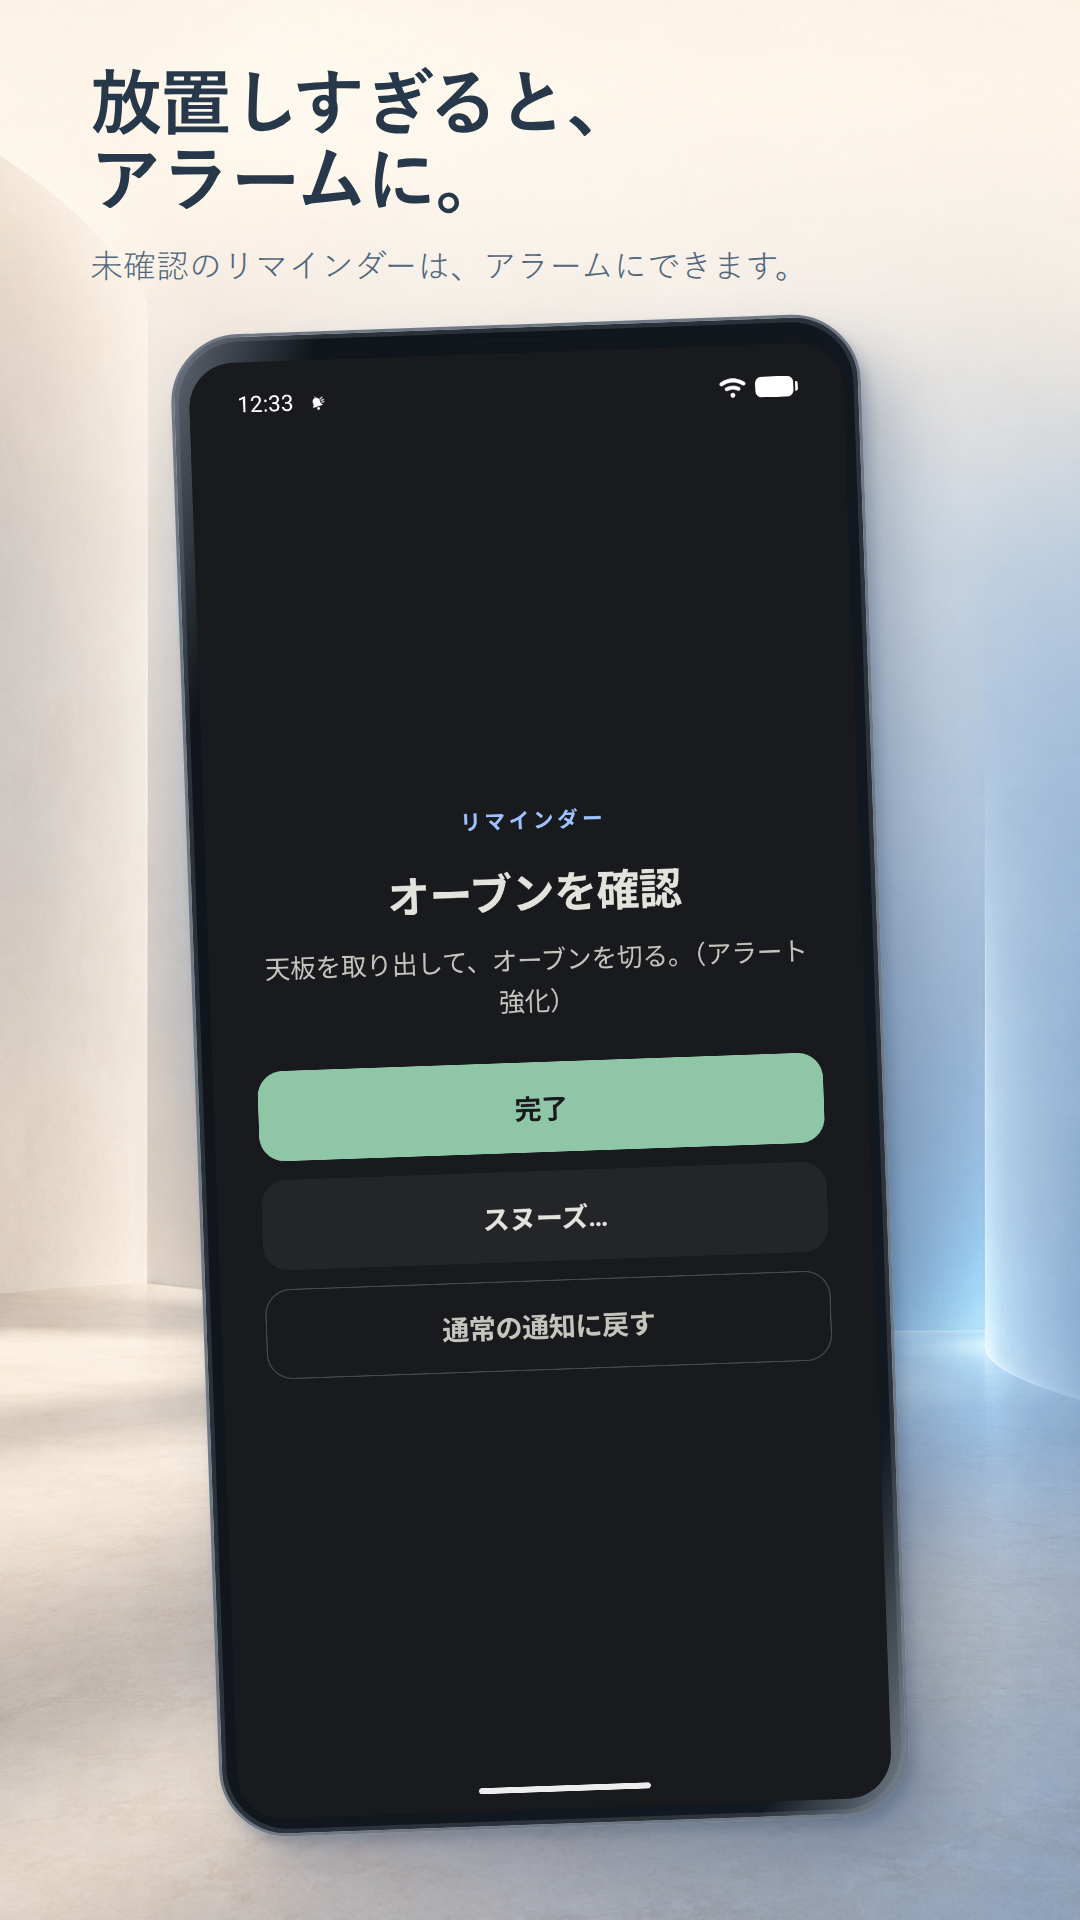 放置しすぎると、
アラームに。
未確認のリマインダーは、アラームにできます。
12:33
リマインダー
オーブンを確認
天板を取り出して、オーブンを切る。（アラート
強化）
完了
スヌーズ...
通常の通知に戻す